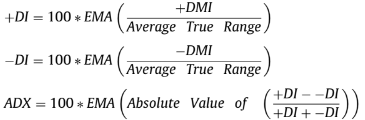 +DI = 100 * EMA ( +DMI / Average True Range )
−DI = 100 * EMA ( −DMI / Average True Range )
ADX = 100 * EMA ( Absolute Value of ( +DI − −DI / +DI + −DI ) )